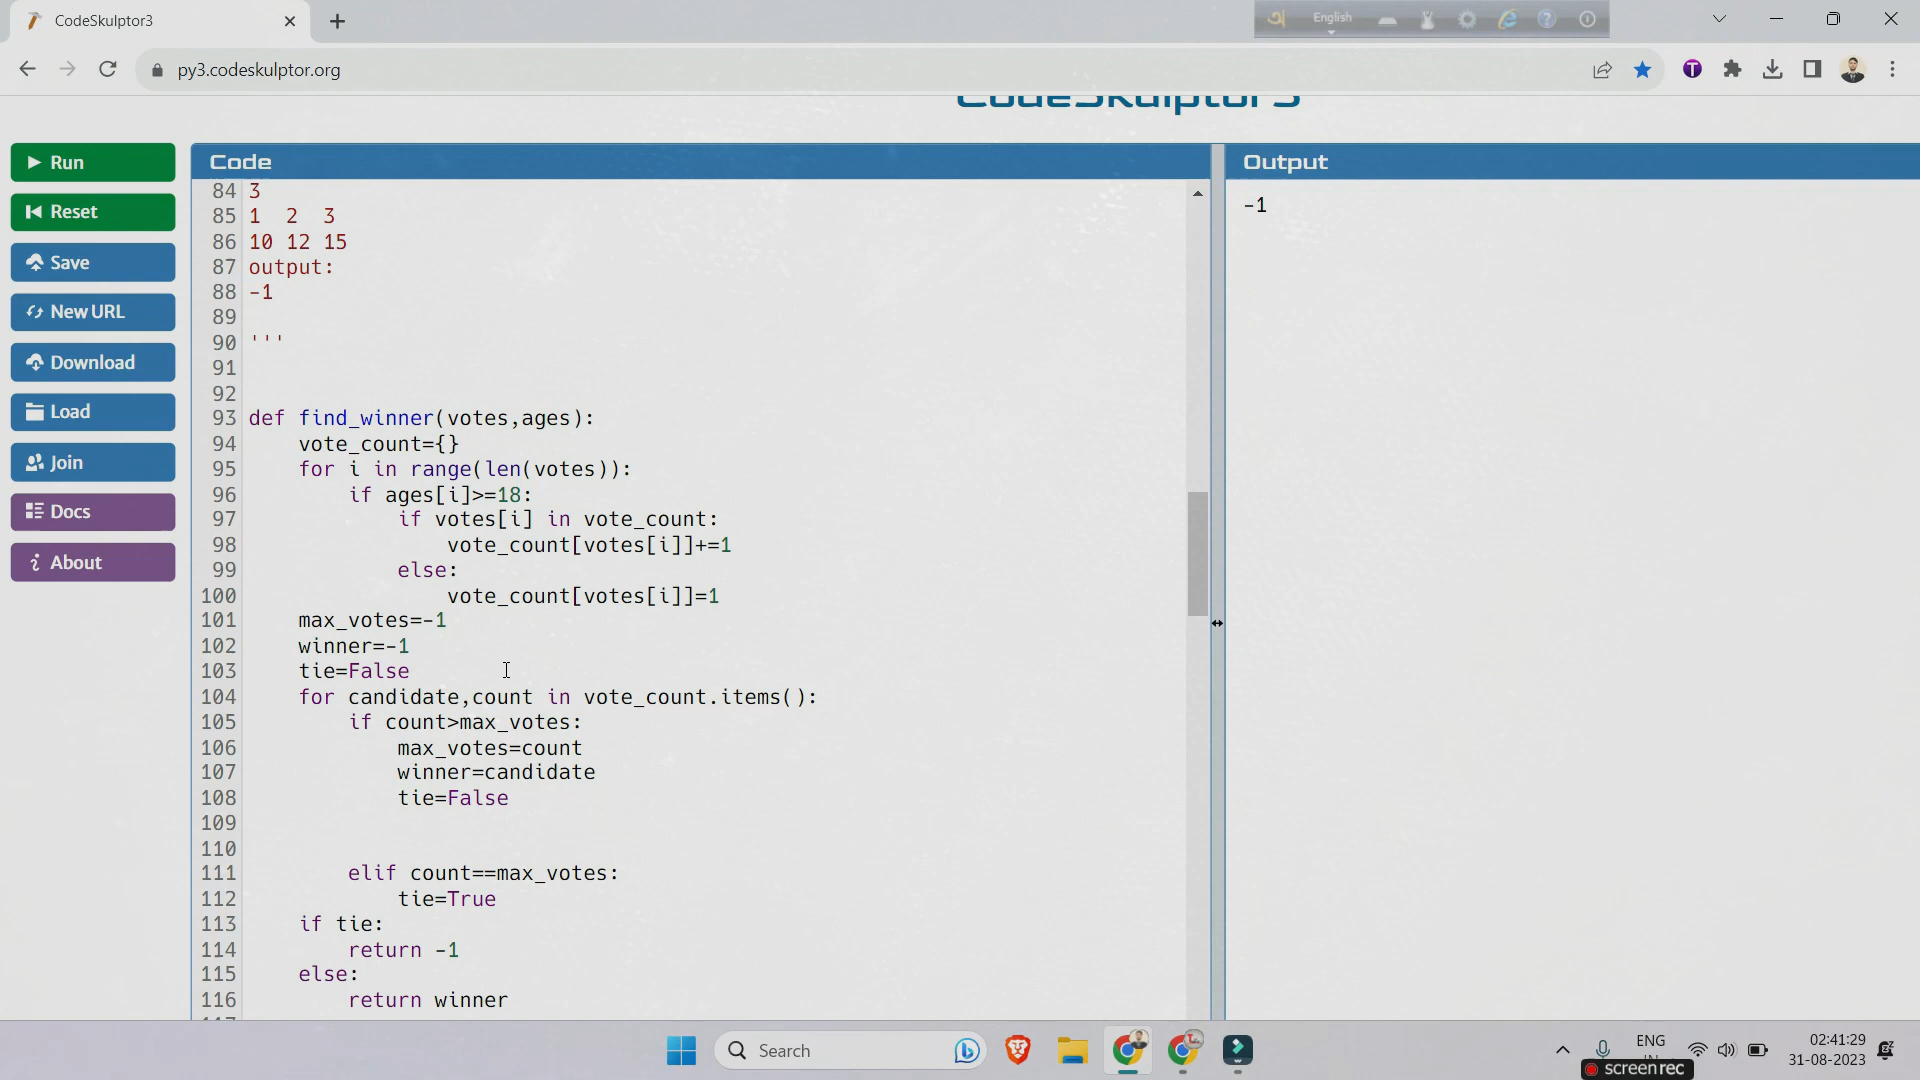 CodeSkulptor3
English
py3.codeskulptor.org
CodeSkulptor3
Run
Reset
Save
New URL
Download
Load
Join
Docs
About
Code
84 3
85 1 2 3
86 10 12 15
87 output:
88 -1
89
90 '''
91
92
93 def find_winner(votes,ages):
94 vote_count={}
95 for i in range(len(votes)):
96 if ages[i]>=18:
97 if votes[i] in vote_count:
98 vote_count[votes[i]]+=1
99 else:
100 vote_count[votes[i]]=1
101 max_votes=-1
102 winner=-1
103 tie=False
104 for candidate,count in vote_count.items():
105 if count>max_votes:
106 max_votes=count
107 winner=candidate
108 tie=False
109
110
111 elif count==max_votes:
112 tie=True
113 if tie:
114 return -1
115 else:
116 return winner
Output
-1
Search
ENG
02:41:29
31-08-2023
screenrec